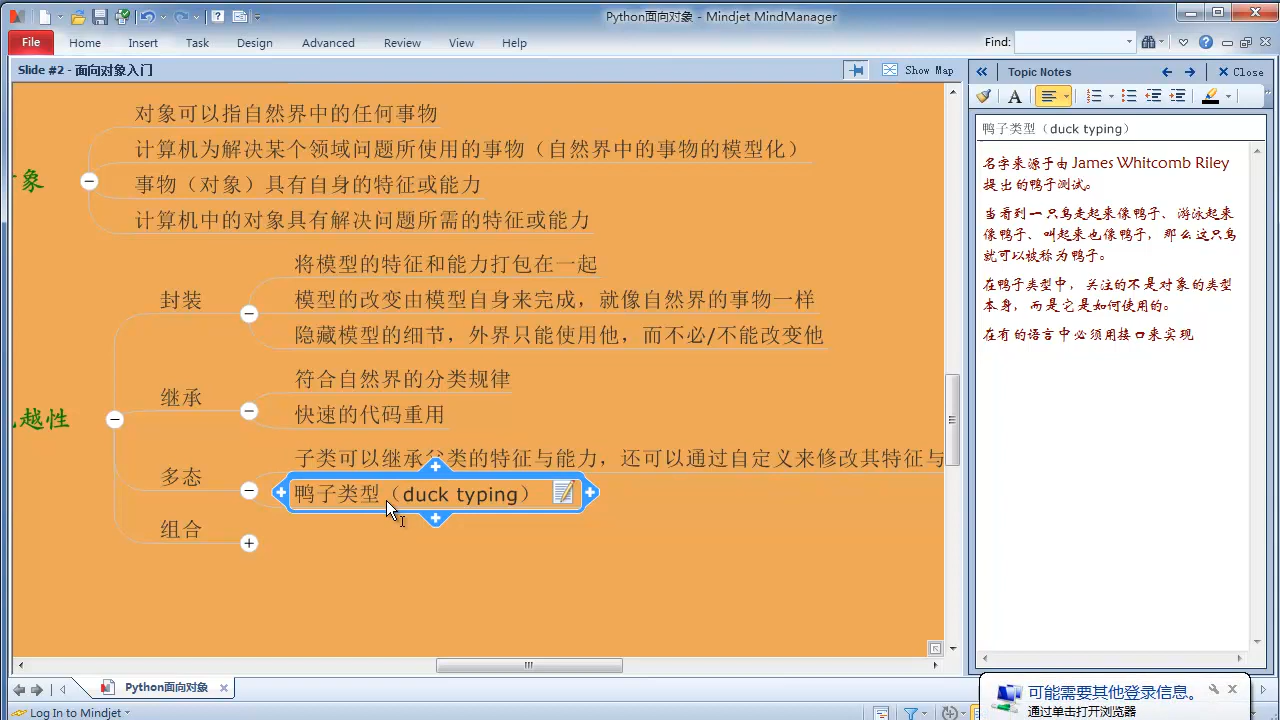 Python面向对象 - Mindjet MindManager
File Home Insert Task Design Advanced Review View Help Find:
Slide #2 - 面向对象入门 Show Map
Topic Notes Close
对象可以指自然界中的任何事物
计算机为解决某个领域问题所使用的事物（自然界中的事物的模型化）
象
事物（对象）具有自身的特征或能力
计算机中的对象具有解决问题所需的特征或能力
将模型的特征和能力打包在一起
封装
模型的改变由模型自身来完成，就像自然界的事物一样
隐藏模型的细节，外界只能使用他，而不必/不能改变他
符合自然界的分类规律
继承
快速的代码重用
越性
子类可以继承父类的特征与能力，还可以通过自定义来修改其特征与
多态
鸭子类型（duck typing）
组合
鸭子类型（duck typing）
名字来源于由 James Whitcomb Riley
提出的鸭子测试。
当看到一只鸟走起来像鸭子、游泳起来
像鸭子、叫起来也像鸭子，那么这只鸟
就可以被称为鸭子。
在鸭子类型中，关注的不是对象的类型
本身，而是它是如何使用的。
在有的语言中必须用接口来实现
Python面向对象
可能需要其他登录信息。
通过单击打开浏览器
Log In to Mindjet